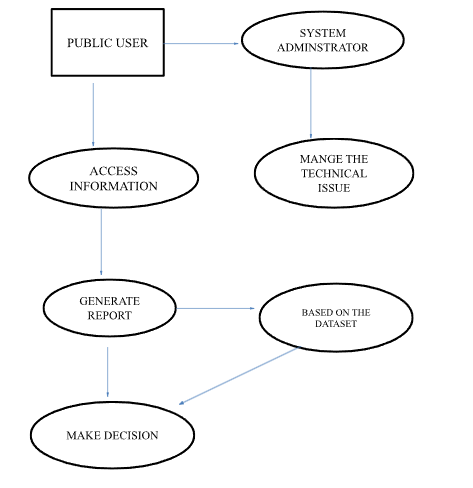 PUBLIC USER
SYSTEM
ADMINSTRATOR
ACCESS
INFORMATION
MANGE THE
TECHNICAL
ISSUE
GENERATE
REPORT
BASED ON THE
DATASET
MAKE DECISION